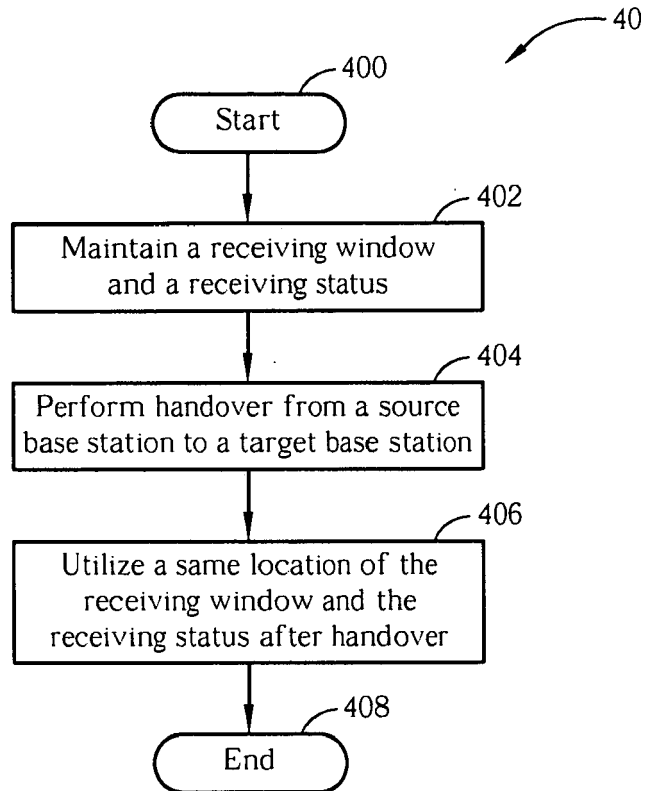 40
400
Start
402
Maintain a receiving window
and a receiving status
404
Perform handover from a source
base station to a target base station
406
Utilize a same location of the
receiving window and the
receiving status after handover
408
End